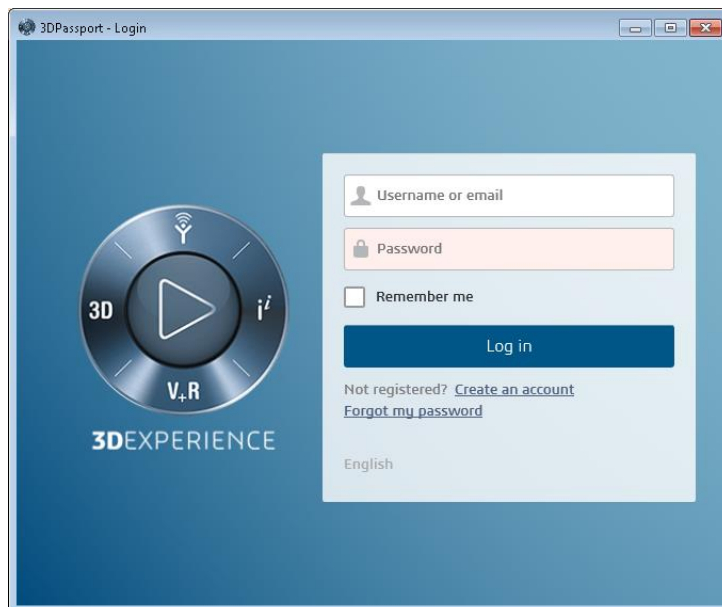 3DPassport - Login
Username or email
Password
Remember me
Log in
Not registered? Create an account
Forgot my password
English
3D
i i
V+R
3DEXPERIENCE